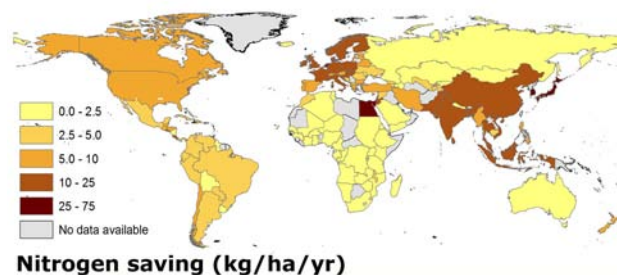 0.0 - 2.5
2.5 - 5.0
5.0 - 10
10 - 25
25 - 75
No data available
Nitrogen saving (kg/ha/yr)